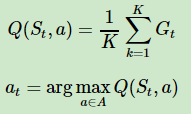 Q(S_t, a) = \frac{1}{K} \sum_{k=1}^{K} G_t
a_t = \arg\max_{a \in A} Q(S_t, a)